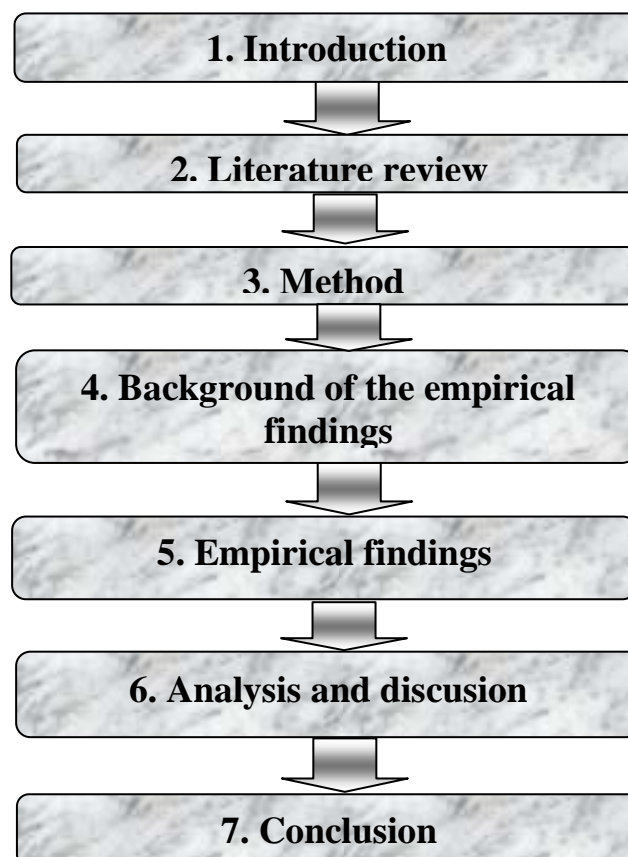 1. Introduction
2. Literature review
3. Method
4. Background of the empirical
findings
5. Empirical findings
6. Analysis and discusion
7. Conclusion